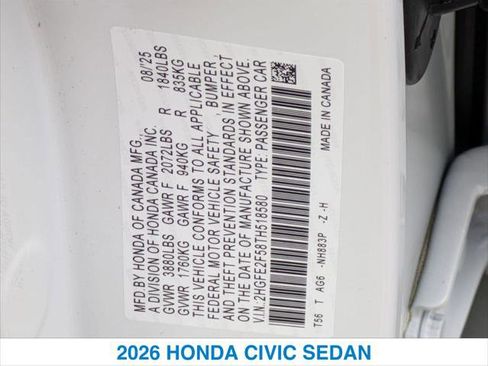 MFD.BY HONDA OF CANADA MFG. 08/'25
A DIVISION OF HONDA CANADA INC.
GVWR 3880LBS GAWR F 2072LBS R 1840LBS
GVWR 1760KG GAWR F 940KG R 835KG
THIS VEHICLE CONFORMS TO ALL APPLICABLE
FEDERAL MOTOR VEHICLE SAFETY , BUMPER ,
AND THEFT PREVENTION STANDARDS IN EFFECT
ON THE DATE OF MANUFACTURE SHOWN ABOVE.
V.I.N.:2HGFE2F58TH518580 TYPE: PASSENGER CAR
T56 T AG6 -NH883P -Z -H MADE IN CANADA
2026 HONDA CIVIC SEDAN